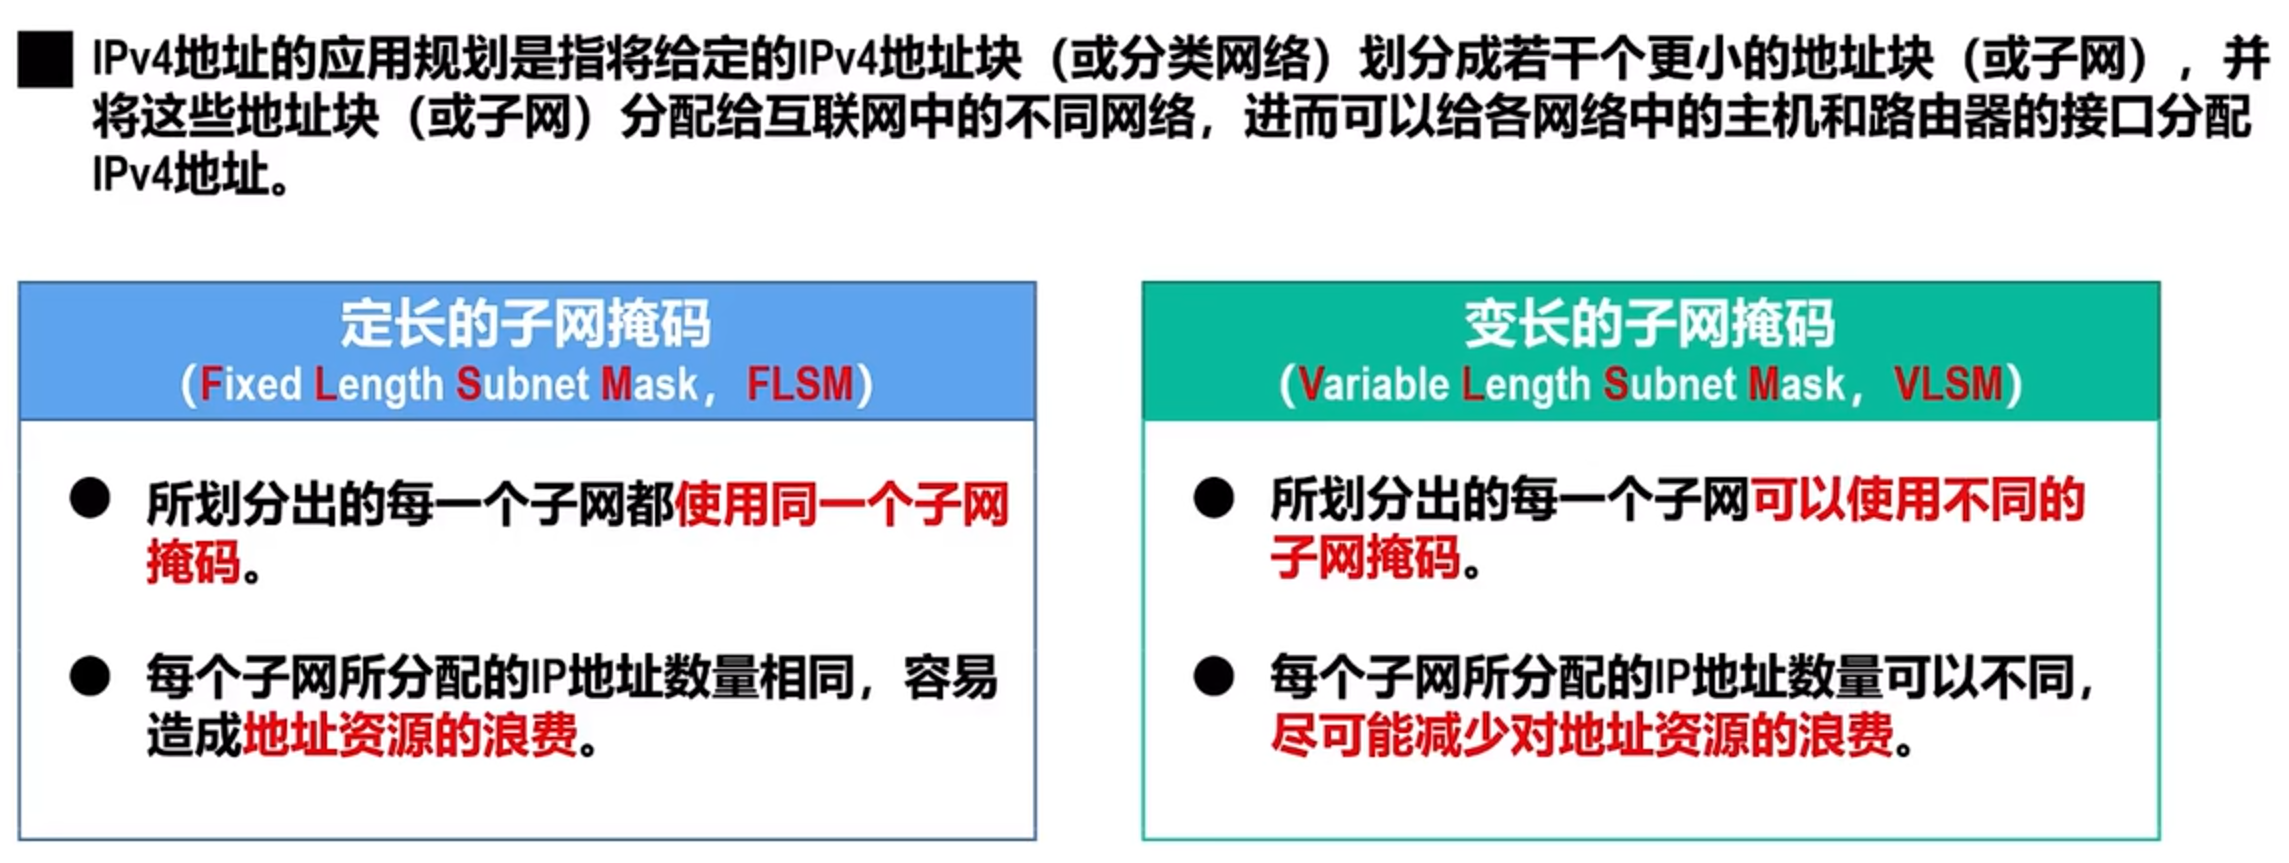 IPv4地址的应用规划是指将给定的IPv4地址块（或分类网络）划分成若干个更小的地址块（或子网），并
将这些地址块（或子网）分配给互联网中的不同网络，进而可以给各网络中的主机和路由器的接口分配
IPv4地址。
定长的子网掩码
(Fixed Length Subnet Mask，FLSM)
所划分出的每一个子网都使用同一个子网
掩码。
每个子网所分配的IP地址数量相同，容易
造成地址资源的浪费。
变长的子网掩码
(Variable Length Subnet Mask，VLSM)
所划分出的每一个子网可以使用不同的
子网掩码。
每个子网所分配的IP地址数量可以不同，
尽可能减少对地址资源的浪费。